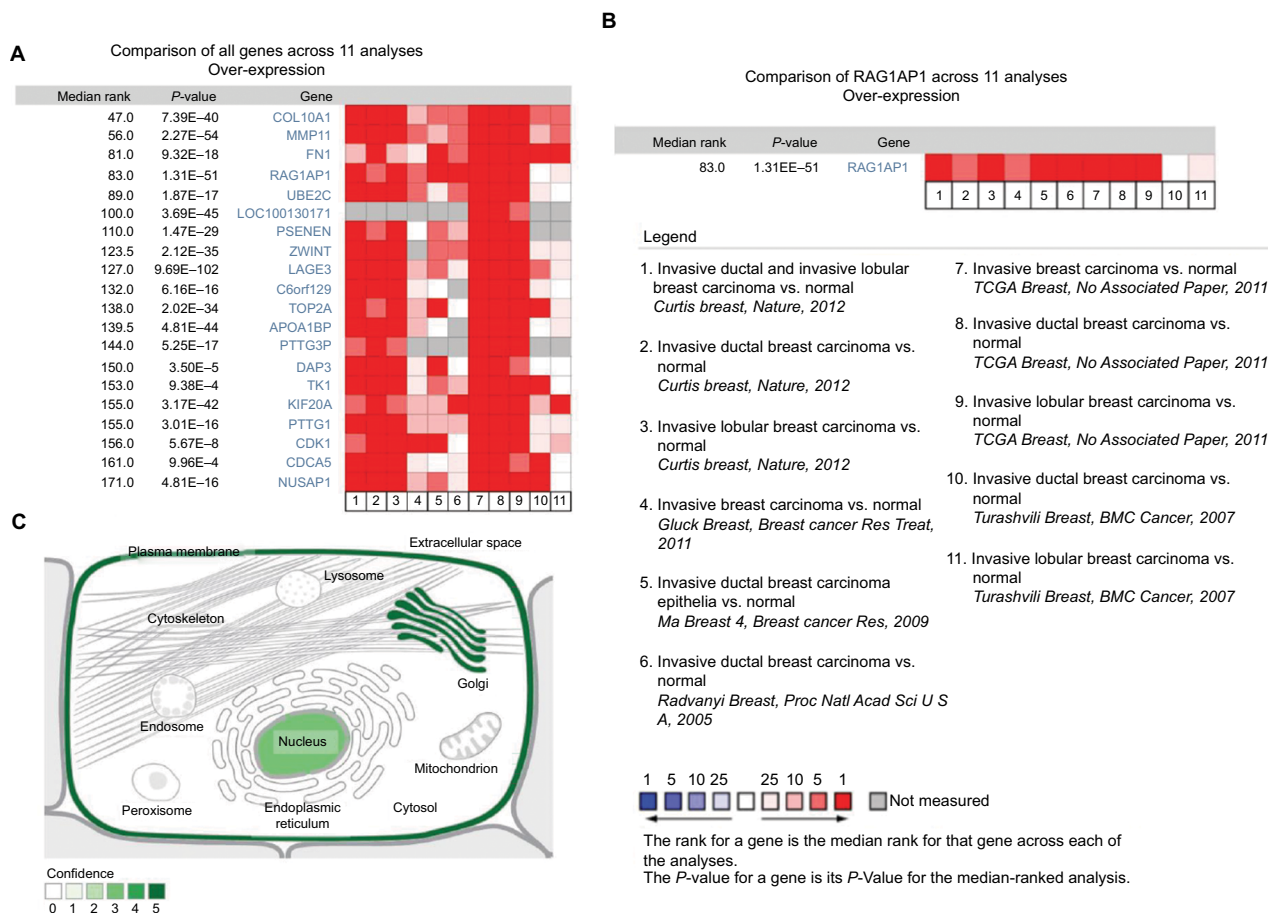 A
Comparison of all genes across 11 analyses
Over-expression
Median rank P-value Gene
47.0 7.39E–40 COL10A1
56.0 2.27E–54 MMP11
81.0 9.32E–18 FN1
83.0 1.31E–51 RAG1AP1
89.0 1.87E–17 UBE2C
100.0 3.69E–45 LOC100130171
110.0 1.47E–29 PSENEN
123.5 2.12E–35 ZWINT
127.0 9.69E–102 LAGE3
132.0 6.16E–16 C6orf129
138.0 2.02E–34 TOP2A
139.5 4.81E–44 APOA1BP
144.0 5.25E–17 PTTG3P
150.0 3.50E–5 DAP3
153.0 9.38E–4 TK1
155.0 3.17E–42 KIF20A
155.0 3.01E–16 PTTG1
156.0 5.67E–8 CDK1
161.0 9.96E–4 CDCA5
171.0 4.81E–16 NUSAP1
1 2 3 4 5 6 7 8 9 10 11
B
Comparison of RAG1AP1 across 11 analyses
Over-expression
Median rank P-value Gene
83.0 1.31EE–51 RAG1AP1
1 2 3 4 5 6 7 8 9 10 11
Legend
1. Invasive ductal and invasive lobular
breast carcinoma vs. normal
Curtis breast, Nature, 2012
2. Invasive ductal breast carcinoma vs.
normal
Curtis breast, Nature, 2012
3. Invasive lobular breast carcinoma vs.
normal
Curtis breast, Nature, 2012
4. Invasive breast carcinoma vs. normal
Gluck Breast, Breast cancer Res Treat,
2011
5. Invasive ductal breast carcinoma
epithelia vs. normal
Ma Breast 4, Breast cancer Res, 2009
6. Invasive ductal breast carcinoma vs.
normal
Radvanyi Breast, Proc Natl Acad Sci U S
A, 2005
7. Invasive breast carcinoma vs. normal
TCGA Breast, No Associated Paper, 2011
8. Invasive ductal breast carcinoma vs.
normal
TCGA Breast, No Associated Paper, 2011
9. Invasive lobular breast carcinoma vs.
normal
TCGA Breast, No Associated Paper, 2011
10. Invasive ductal breast carcinoma vs.
normal
Turashvili Breast, BMC Cancer, 2007
11. Invasive lobular breast carcinoma vs.
normal
Turashvili Breast, BMC Cancer, 2007
1 5 10 25 25 10 5 1
Not measured
The rank for a gene is the median rank for that gene across each of
the analyses.
The P-value for a gene is its P-Value for the median-ranked analysis.
C
Plasma membrane
Extracellular space
Lysosome
Cytoskeleton
Golgi
Endosome
Nucleus
Mitochondrion
Peroxisome
Endoplasmic
reticulum
Cytosol
Confidence
0 1 2 3 4 5